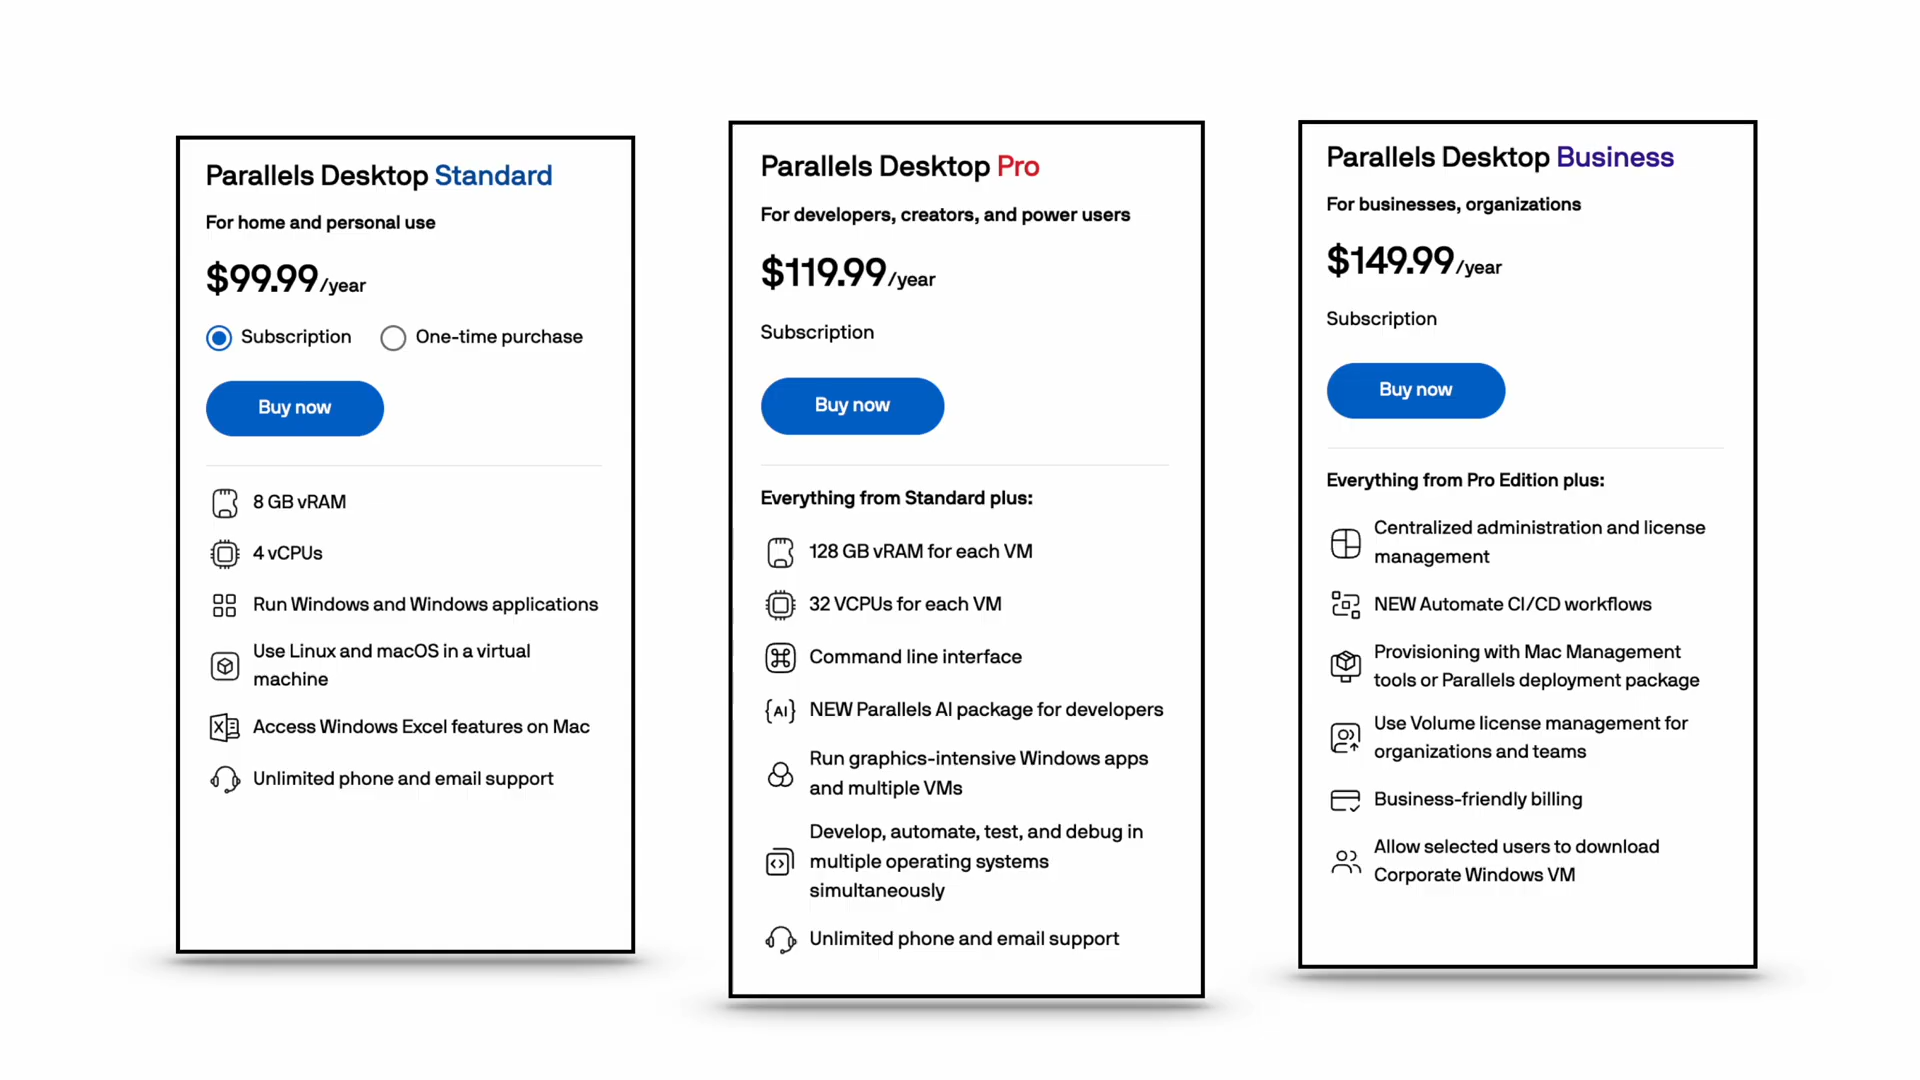 Parallels Desktop Standard
For home and personal use
$99.99/year
Subscription
One-time purchase
Buy now
8 GB vRAM
4 vCPUs
Run Windows and Windows applications
Use Linux and macOS in a virtual
machine
Access Windows Excel features on Mac
Unlimited phone and email support
Parallels Desktop Pro
For developers, creators, and power users
$119.99/year
Subscription
Buy now
Everything from Standard plus:
128 GB vRAM for each VM
32 VCPUs for each VM
Command line interface
{AI} NEW Parallels AI package for developers
Run graphics-intensive Windows apps
and multiple VMs
Develop, automate, test, and debug in
multiple operating systems
simultaneously
Unlimited phone and email support
Parallels Desktop Business
For businesses, organizations
$149.99/year
Subscription
Buy now
Everything from Pro Edition plus:
Centralized administration and license
management
NEW Automate CI/CD workflows
Provisioning with Mac Management
tools or Parallels deployment package
Use Volume license management for
organizations and teams
Business-friendly billing
Allow selected users to download
Corporate Windows VM